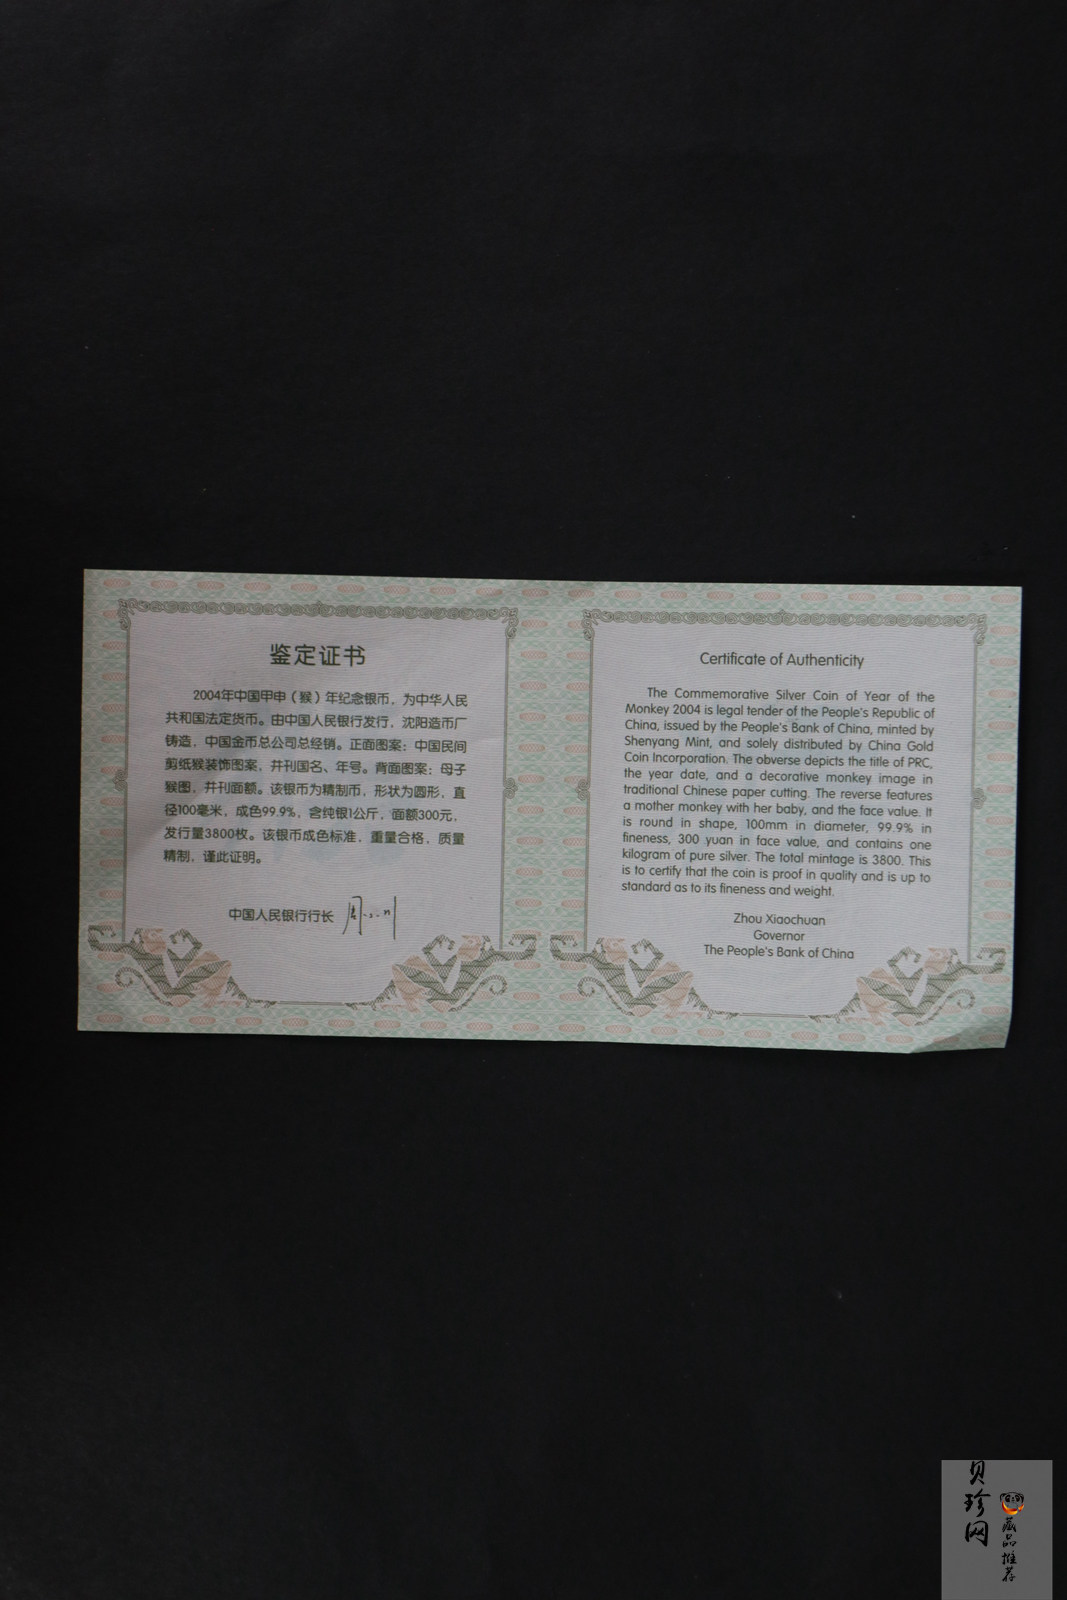 鉴定证书
2004年中国甲申（猴）年纪念银币，为中华人民
共和国法定货币。由中国人民银行发行，沈阳造币厂
铸造，中国金币总公司总经销。正面图案：中国民间
剪纸猴装饰图案，并刊国名、年号。背面图案：母子
猴图，并刊面额。该银币为精制币，形状为圆形，直
径100毫米，成色99.9%，含纯银1公斤，面额300元，
发行量3800枚。该银币成色标准，重量合格，质量
精制，谨此证明。
中国人民银行行长
Certificate of Authenticity
The Commemorative Silver Coin of Year of the
Monkey 2004 is legal tender of the People's Republic of
China, issued by the People's Bank of China, minted by
Shenyang Mint, and solely distributed by China Gold
Coin Incorporation. The obverse depicts the title of PRC,
the year date, and a decorative monkey image in
traditional Chinese paper cutting. The reverse features
a mother monkey with her baby, and the face value. It
is round in shape, 100mm in diameter, 99.9% in
fineness, 300 yuan in face value, and contains one
kilogram of pure silver. The total mintage is 3800. This
is to certify that the coin is proof in quality and is up to
standard as to its fineness and weight.
Zhou Xiaochuan
Governor
The People's Bank of China
贝珍网
藏品推荐